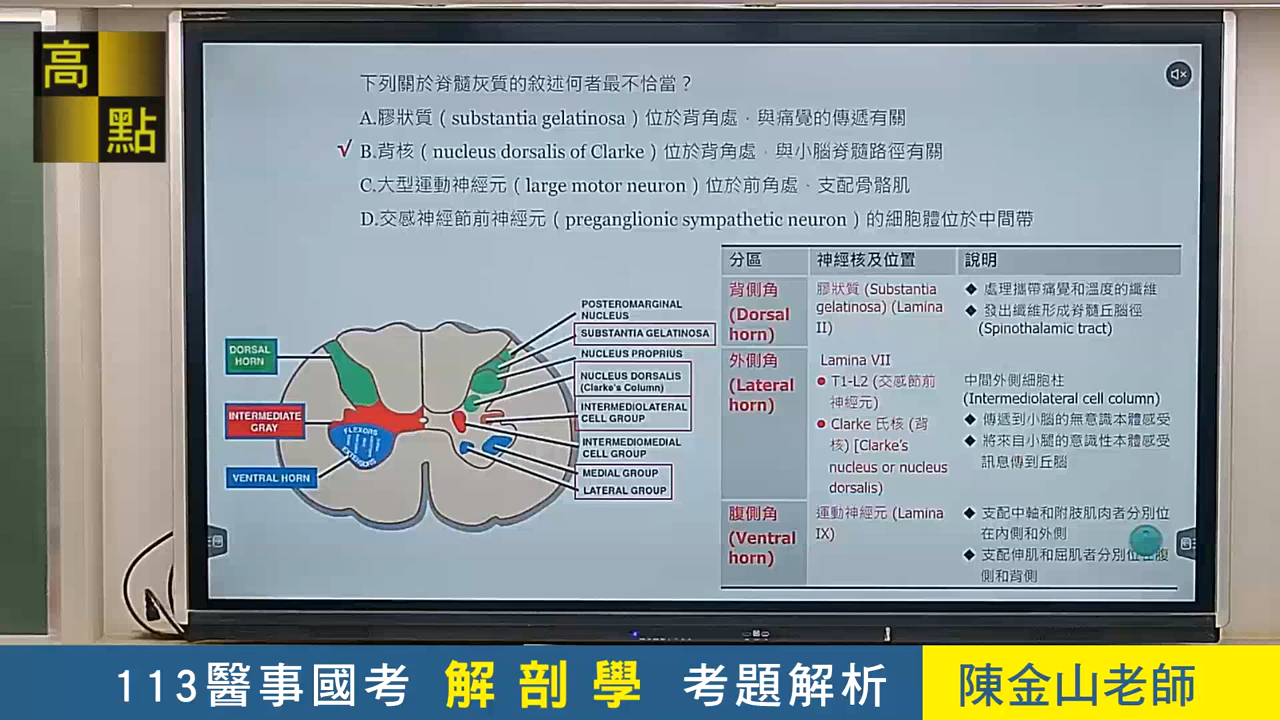 高點
下列關於脊髓灰质的敘述何者最不恰當？
A.膠狀質（substantia gelatinosa）位於背角處，與痛覺的傳遞有關
√ B.背核（nucleus dorsalis of Clarke）位於背角處，與小腦脊髓路徑有關
C.大型運動神經元（large motor neuron）位於前角處，支配骨骼肌
D.交感神經節前神經元（preganglionic sympathetic neuron）的細胞體位於中間帶
DORSAL
HORN
INTERMEDIATE
GRAY
VENTRAL HORN
FLEXORS
EXTENSORS
POSTEROMARGINAL
NUCLEUS
SUBSTANTIA GELATINOSA
NUCLEUS PROPRIUS
NUCLEUS DORSALIS
(Clarke's Column)
INTERMEDIOLATERAL
CELL GROUP
INTERMEDIOMEDIAL
CELL GROUP
MEDIAL GROUP
LATERAL GROUP
分區 神經核及位置 說明
背側角
(Dorsal
horn)
膠狀質 (Substantia
gelatinosa) (Lamina
II)
◆ 處理攜帶痛覺和溫度的纖維
◆ 發出纖維形成脊髓丘腦徑
(Spinothalamic tract)
外側角
(Lateral
horn)
Lamina VII
● T1-L2 (交感節前
神經元)
● Clarke 氏核 (背
核) [Clarke's
nucleus or nucleus
dorsalis)
中間外側細胞柱
(Intermediolateral cell column)
◆ 傳遞到小腦的無意識本體感受
◆ 將來自小腿的意識性本體感受
訊息傳到丘腦
腹側角
(Ventral
horn)
運動神經元 (Lamina
IX)
◆ 支配中軸和附肢肌肉者分別位
在內側和外側
◆ 支配伸肌和屈肌者分別位在腹
側和背側
113醫事國考 解剖學 考題解析 陳金山老師